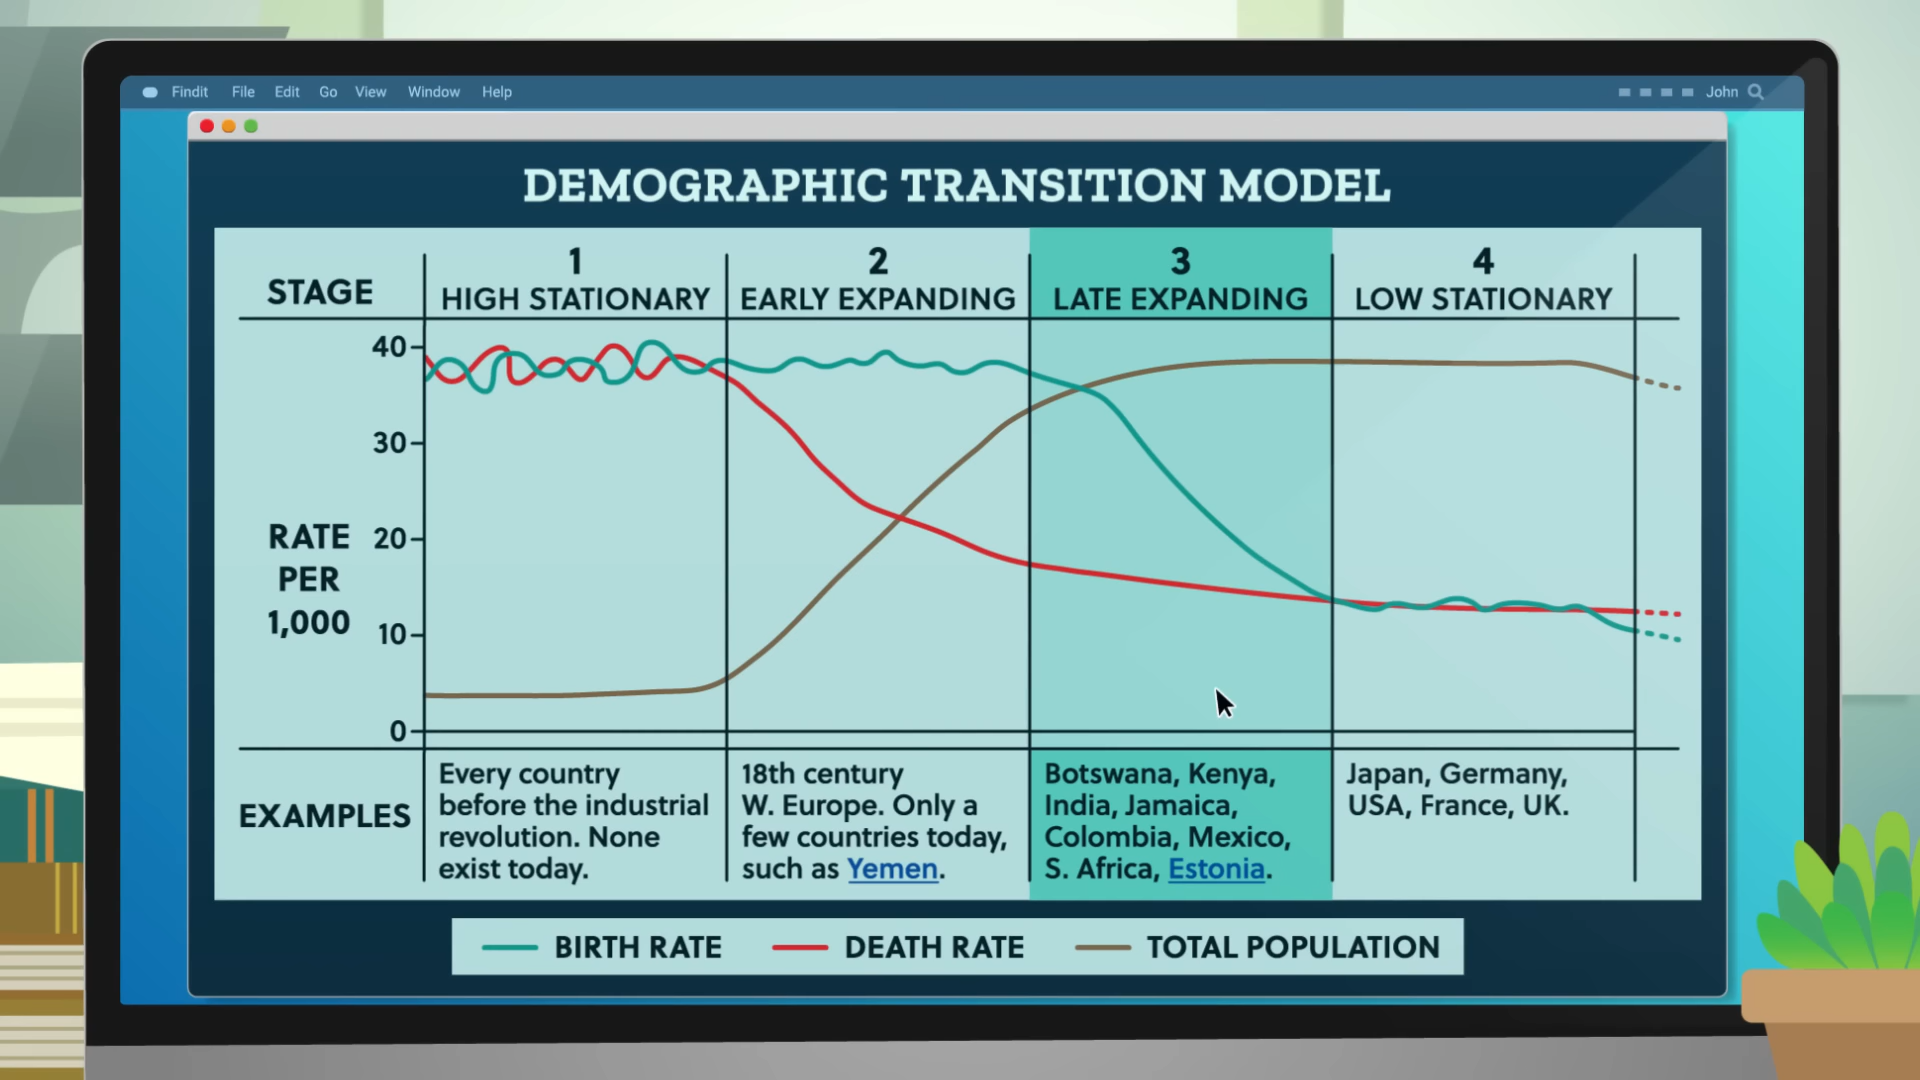 Findit File Edit Go View Window Help
John
DEMOGRAPHIC TRANSITION MODEL
STAGE
1
HIGH STATIONARY
2
EARLY EXPANDING
3
LATE EXPANDING
4
LOW STATIONARY
RATE
PER
1,000
40
30
20
10
0
EXAMPLES
Every country
before the industrial
revolution. None
exist today.
18th century
W. Europe. Only a
few countries today,
such as Yemen.
Botswana, Kenya,
India, Jamaica,
Colombia, Mexico,
S. Africa, Estonia.
Japan, Germany,
USA, France, UK.
BIRTH RATE
DEATH RATE
TOTAL POPULATION